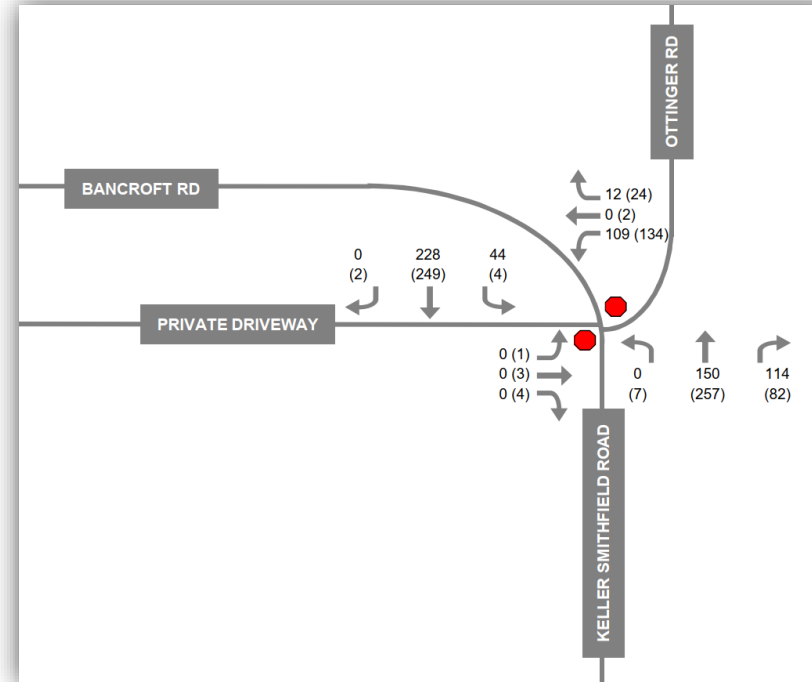 OTTINGER RD
BANCROFT RD
12 (24)
0 (2)
109 (134)
0 228 44
(2) (249) (4)
PRIVATE DRIVEWAY
0 (1)
0 (3)
0 (4)
0 150 114
(7) (257) (82)
KELLER SMITHFIELD ROAD